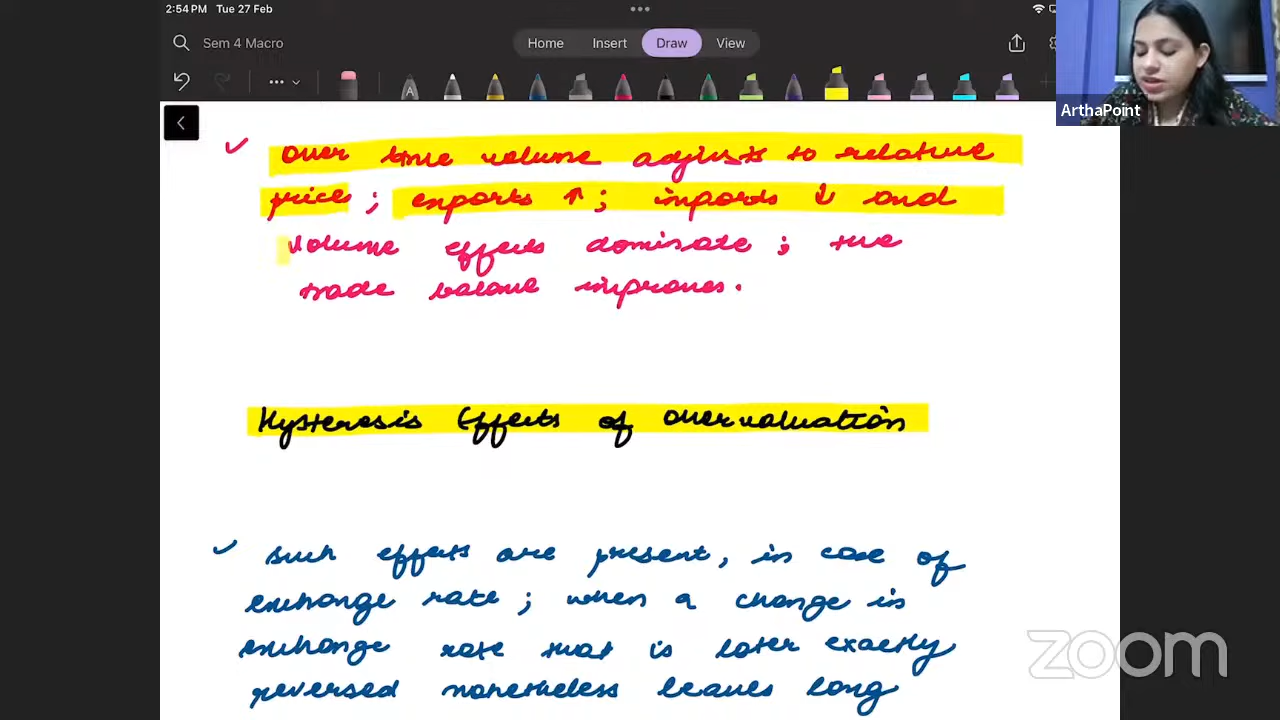 2:54 PM Tue 27 Feb
Sem 4 Macro
Home Insert Draw View
A
ArthaPoint
over time volume adjusts to relative
price; exports ↑; imports ↓ and
volume effects dominate; the
trade balance improves.
Hysteresis Effects of overvaluation
such effects are present, in case of
exchange rate; when a change in
exchange rate that is later exactly
reversed nonetheless leaves long
zoom